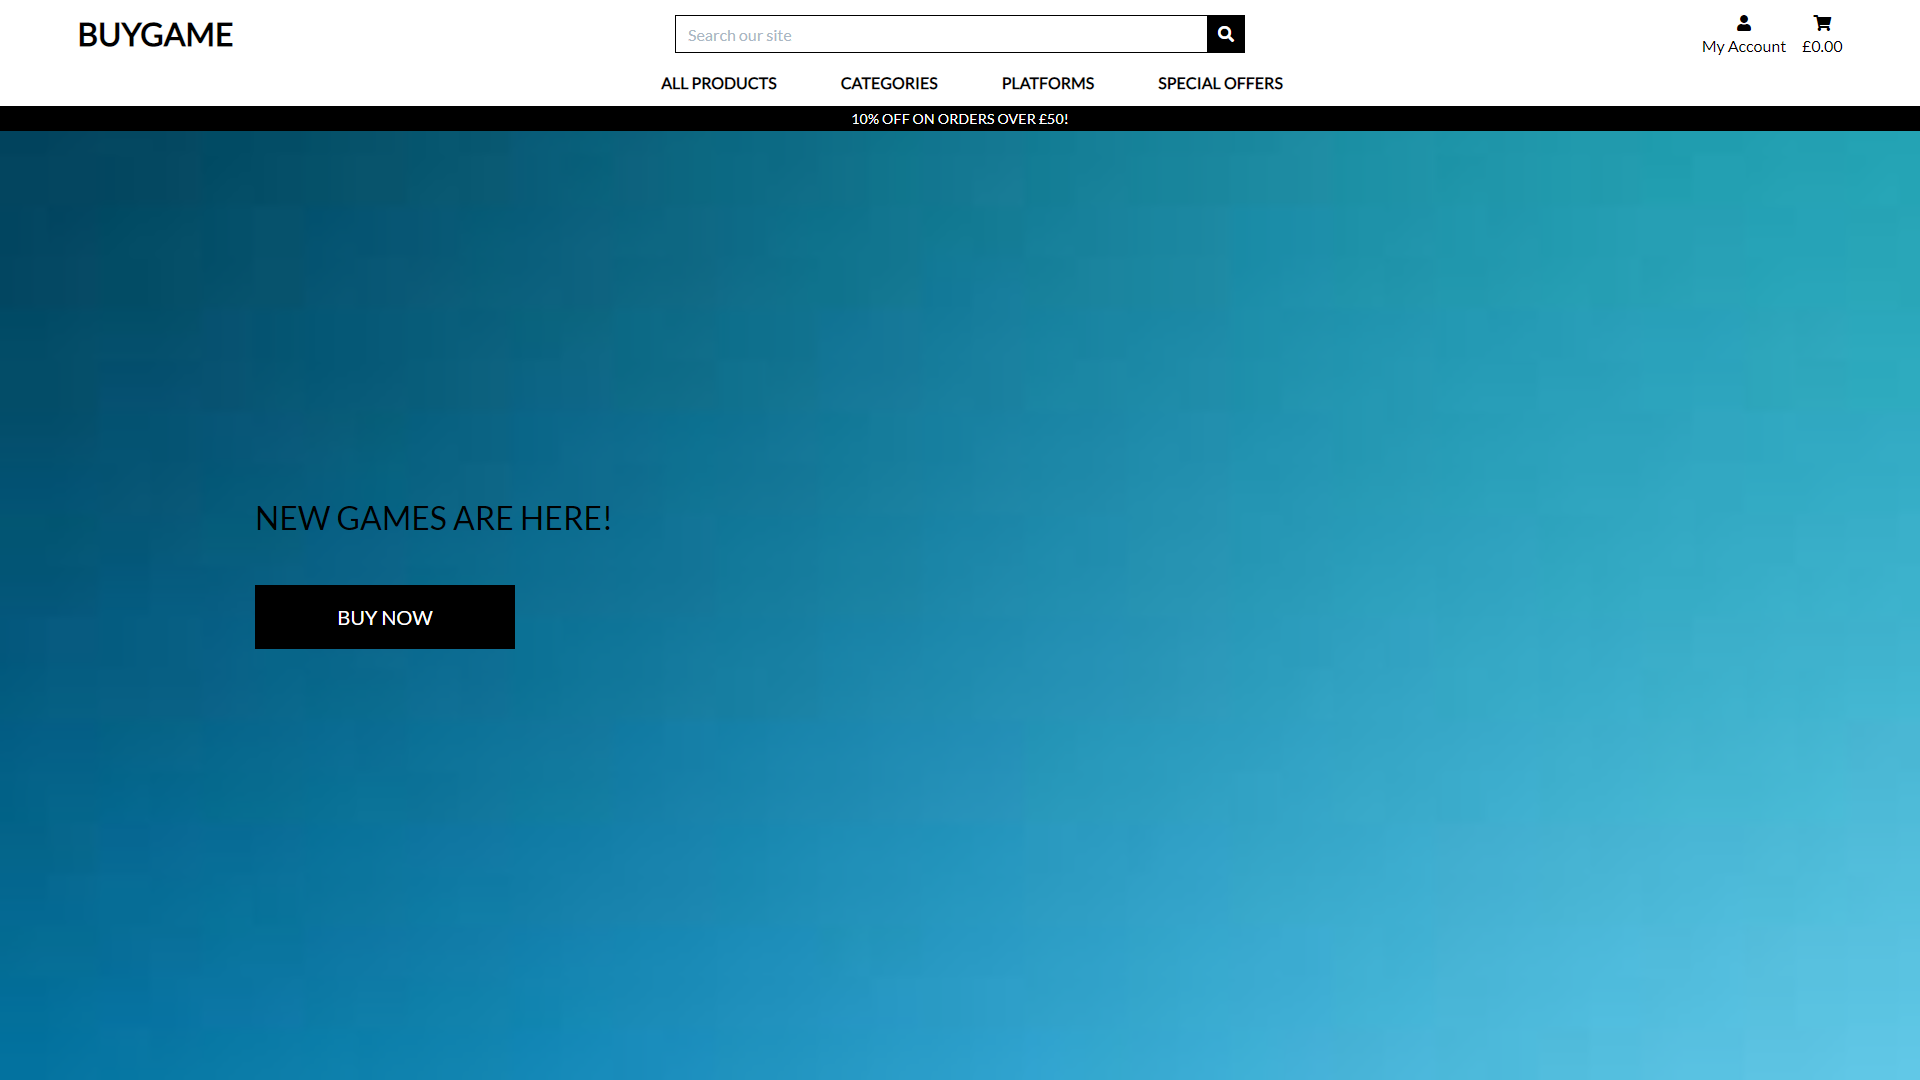 BUYGAME
Search our site
My Account
£0.00
ALL PRODUCTS
CATEGORIES
PLATFORMS
SPECIAL OFFERS
10% OFF ON ORDERS OVER £50!
NEW GAMES ARE HERE!
BUY NOW